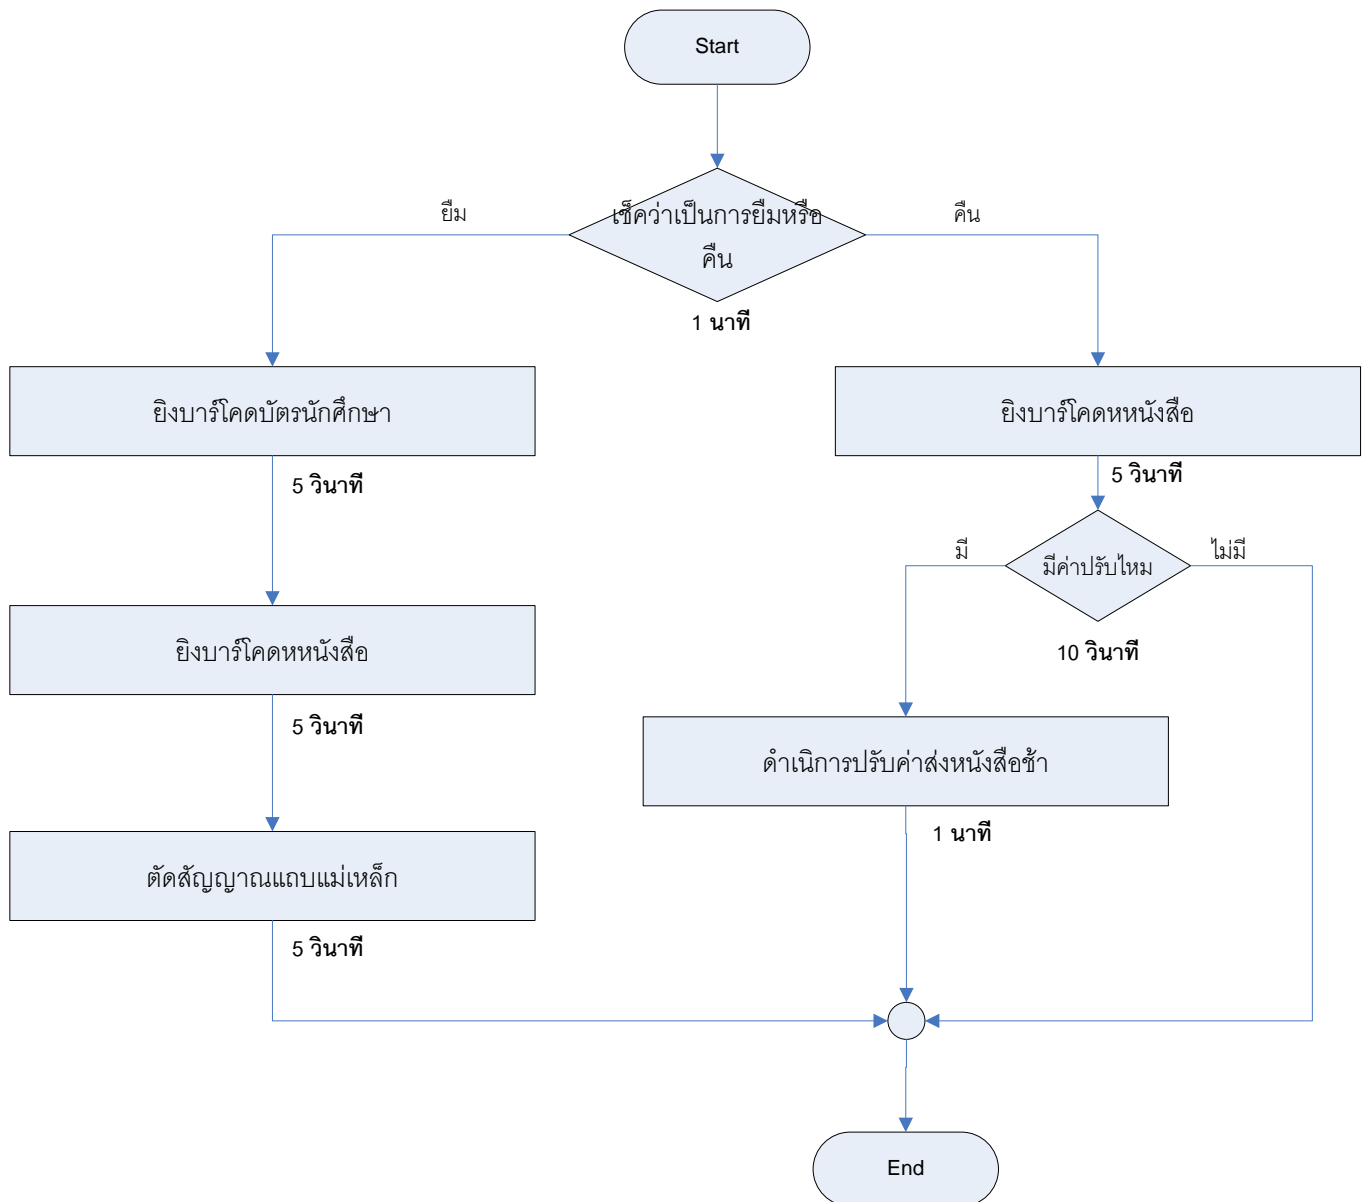 Start
เช็คว่าเป็นการยืมหรือ
คืน
ยืม
คืน
1 นาที
ยิงบาร์โคดบัตรนักศึกษา
5 วินาที
ยิงบาร์โคดหหนังสือ
5 วินาที
ตัดสัญญาณแถบแม่เหล็ก
5 วินาที
ยิงบาร์โคดหหนังสือ
5 วินาที
มี
มีค่าปรับไหม
ไม่มี
10 วินาที
ดำเนิการปรับค่าส่งหนังสือช้า
1 นาที
End